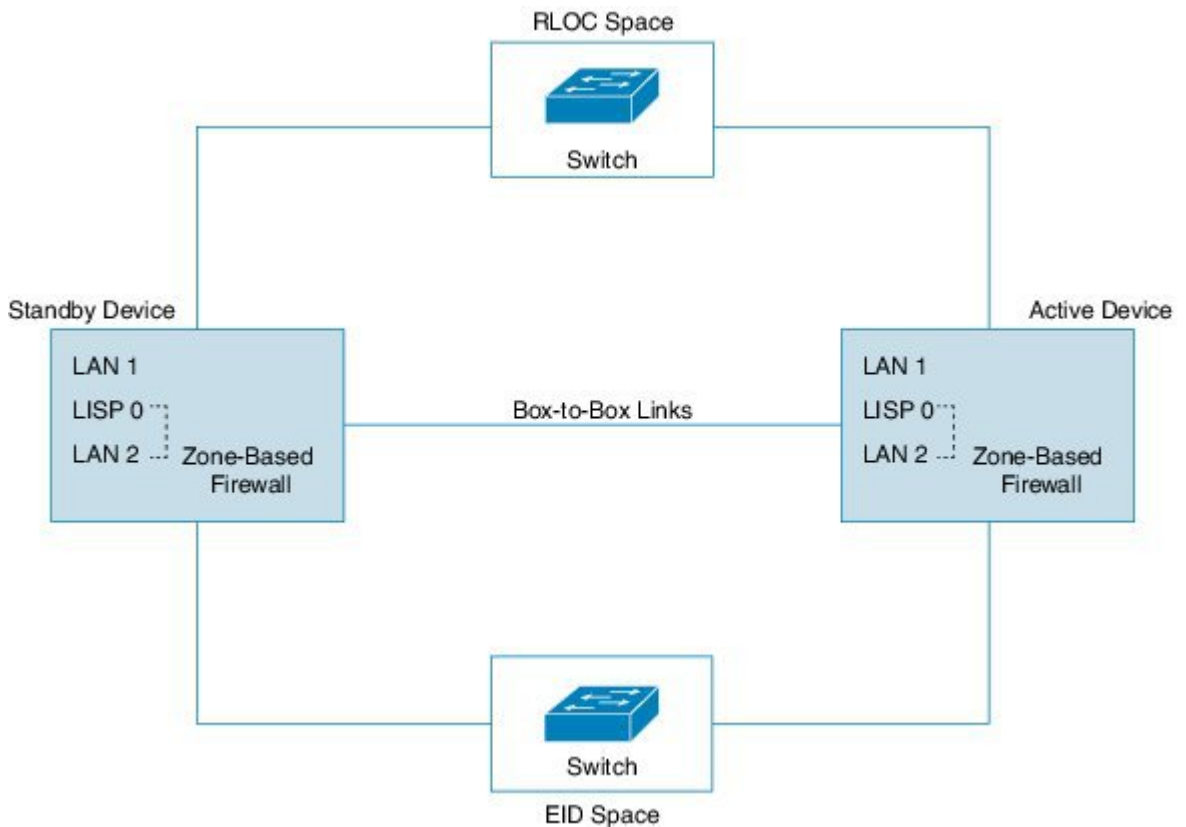 RLOC Space
Switch
Standby Device
LAN 1
LISP 0
LAN 2
Zone-Based
Firewall
Box-to-Box Links
Active Device
LAN 1
LISP 0
LAN 2
Zone-Based
Firewall
Switch
EID Space